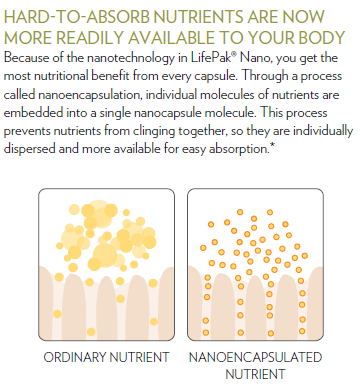 HARD-TO-ABSORB NUTRIENTS ARE NOW
MORE READILY AVAILABLE TO YOUR BODY
Because of the nanotechnology in LifePak® Nano, you get the
most nutritional benefit from every capsule. Through a process
called nanoencapsulation, individual molecules of nutrients are
embedded into a single nanocapsule molecule. This process
prevents nutrients from clinging together, so they are individually
dispersed and more available for easy absorption.*
ORDINARY NUTRIENT
NANOENCAPSULATED
NUTRIENT